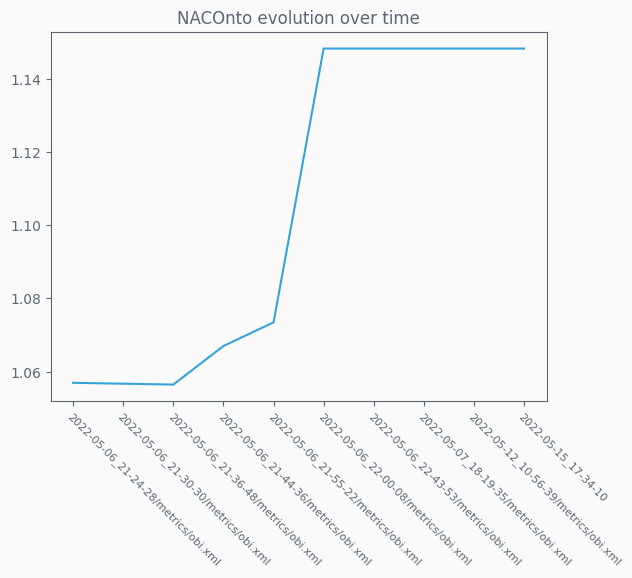 NACOnto evolution over time
1.14
1.12
1.10
1.08
1.06
2022-05-06_21-24-28/metrics/obi.xml
2022-05-06_21-30-30/metrics/obi.xml
2022-05-06_21-36-48/metrics/obi.xml
2022-05-06_21-44-36/metrics/obi.xml
2022-05-06_21-55-22/metrics/obi.xml
2022-05-06_22-00-08/metrics/obi.xml
2022-05-06_22-43-53/metrics/obi.xml
2022-05-07_18-19-35/metrics/obi.xml
2022-05-12_10-56-39/metrics/obi.xml
2022-05-15_17-34-10